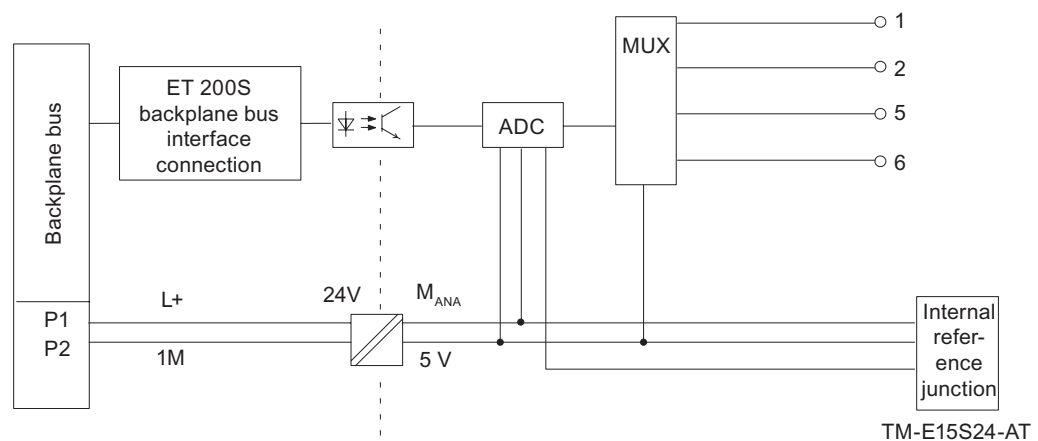 1
MUX
2
ET 200S
backplane bus
interface
connection
Backplane bus
ADC
5
6
L+
24V
MANA
P1
P2
1M
5 V
Internal
refer-
ence
junction
TM-E15S24-AT